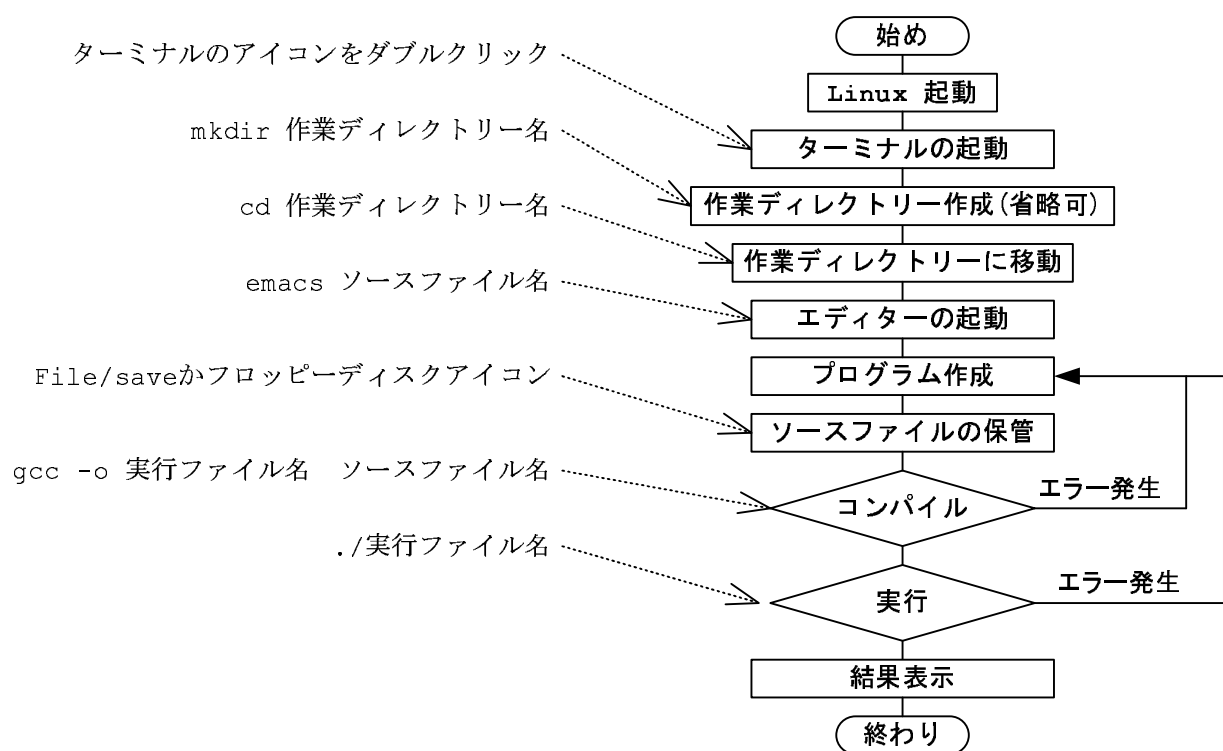 始め
ターミナルのアイコンをダブルクリック
Linux 起動
mkdir 作業ディレクトリー名
ターミナルの起動
cd 作業ディレクトリー名
作業ディレクトリー作成(省略可)
emacs ソースファイル名
作業ディレクトリーに移動
エディターの起動
File/saveかフロッピーディスクアイコン
プログラム作成
ソースファイルの保管
gcc -o 実行ファイル名　ソースファイル名
エラー発生
コンパイル
./実行ファイル名
エラー発生
実行
結果表示
終わり